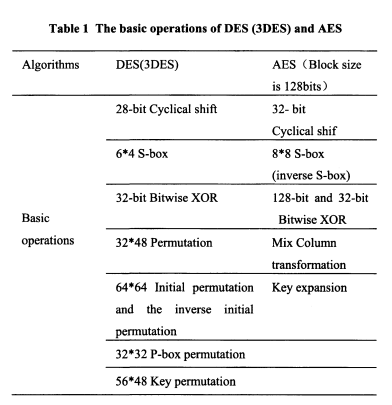 Table 1 The basic operations of DES (3DES) and AES
Algorithms DES(3DES) AES（Block size
is 128bits）
28-bit Cyclical shift 32- bit
Cyclical shif
6*4 S-box 8*8 S-box
(inverse S-box)
32-bit Bitwise XOR 128-bit and 32-bit
Bitwise XOR
Basic
operations
32*48 Permutation Mix Column
transformation
64*64 Initial permutation Key expansion
and the inverse initial
permutation
32*32 P-box permutation
56*48 Key permutation